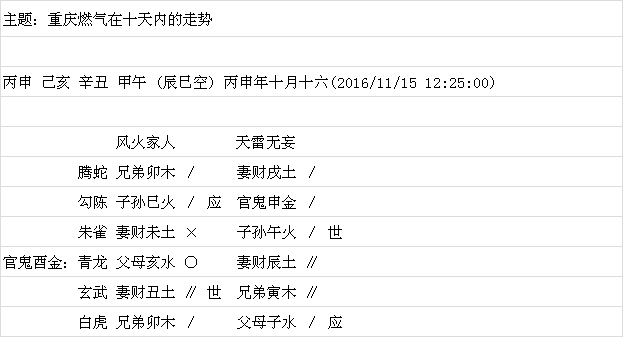 主题：重庆燃气在十天内的走势
丙申 己亥 辛丑 甲午 (辰巳空) 丙申年十月十六(2016/11/15 12:25:00)
风火家人 天雷无妄
腾蛇 兄弟卯木 / 妻财戌土 /
勾陈 子孙巳火 / 应 官鬼申金 /
朱雀 妻财未土 × 子孙午火 / 世
官鬼酉金: 青龙 父母亥水 〇 妻财辰土 //
玄武 妻财丑土 // 世 兄弟寅木 //
白虎 兄弟卯木 / 父母子水 / 应